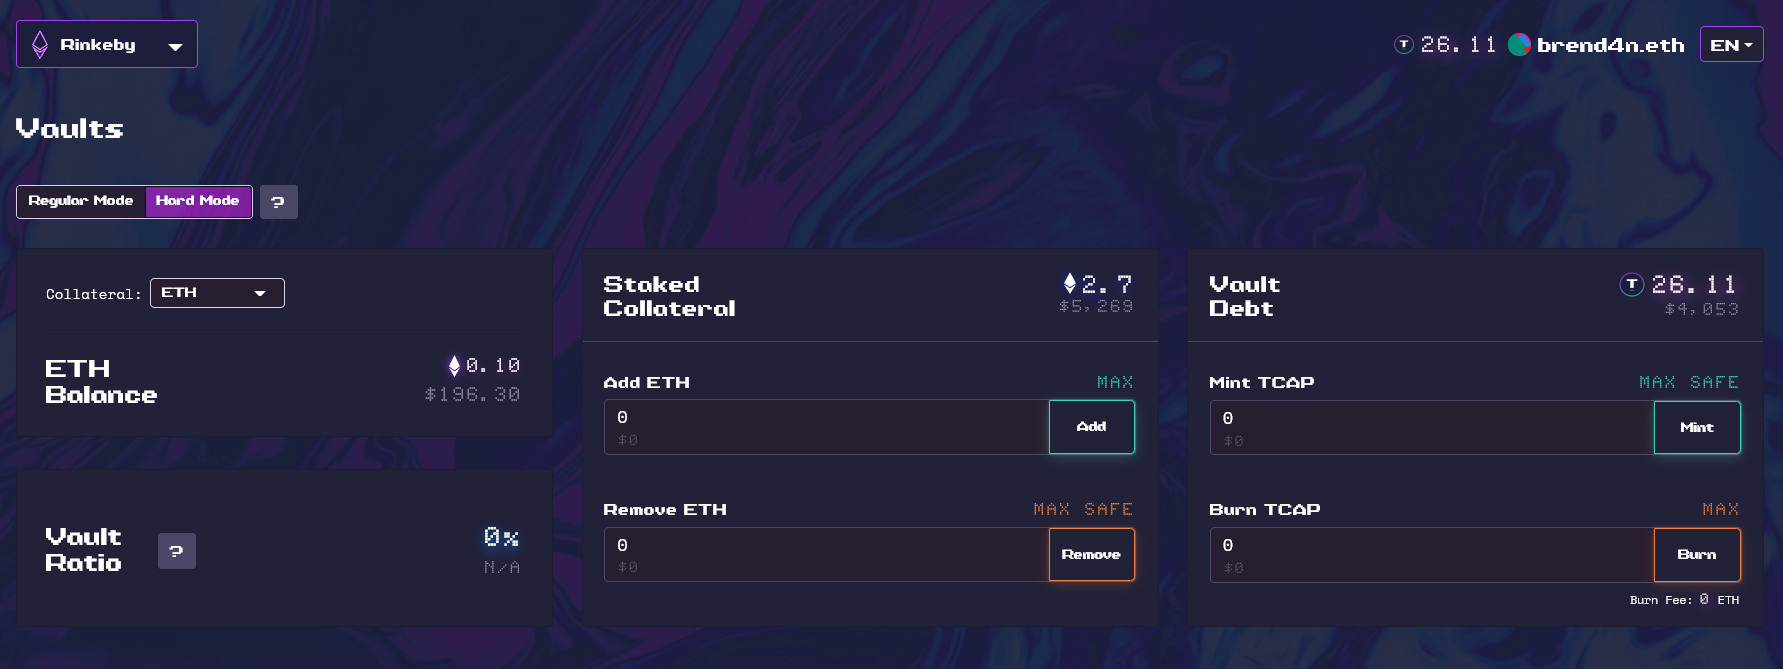 Rinkeby
T 26.11 brend4n.eth EN
Vaults
Regular Mode Hard Mode ?
Collateral: ETH
ETH
Balance
0.10
$196.30
Vault
Ratio
?
0%
N/A
Staked
Collateral
2.7
$5,269
Add ETH MAX
0
$0
Add
Remove ETH MAX SAFE
0
$0
Remove
Vault
Debt
T 26.11
$4,053
Mint TCAP MAX SAFE
0
$0
Mint
Burn TCAP MAX
0
$0
Burn
Burn Fee: 0 ETH